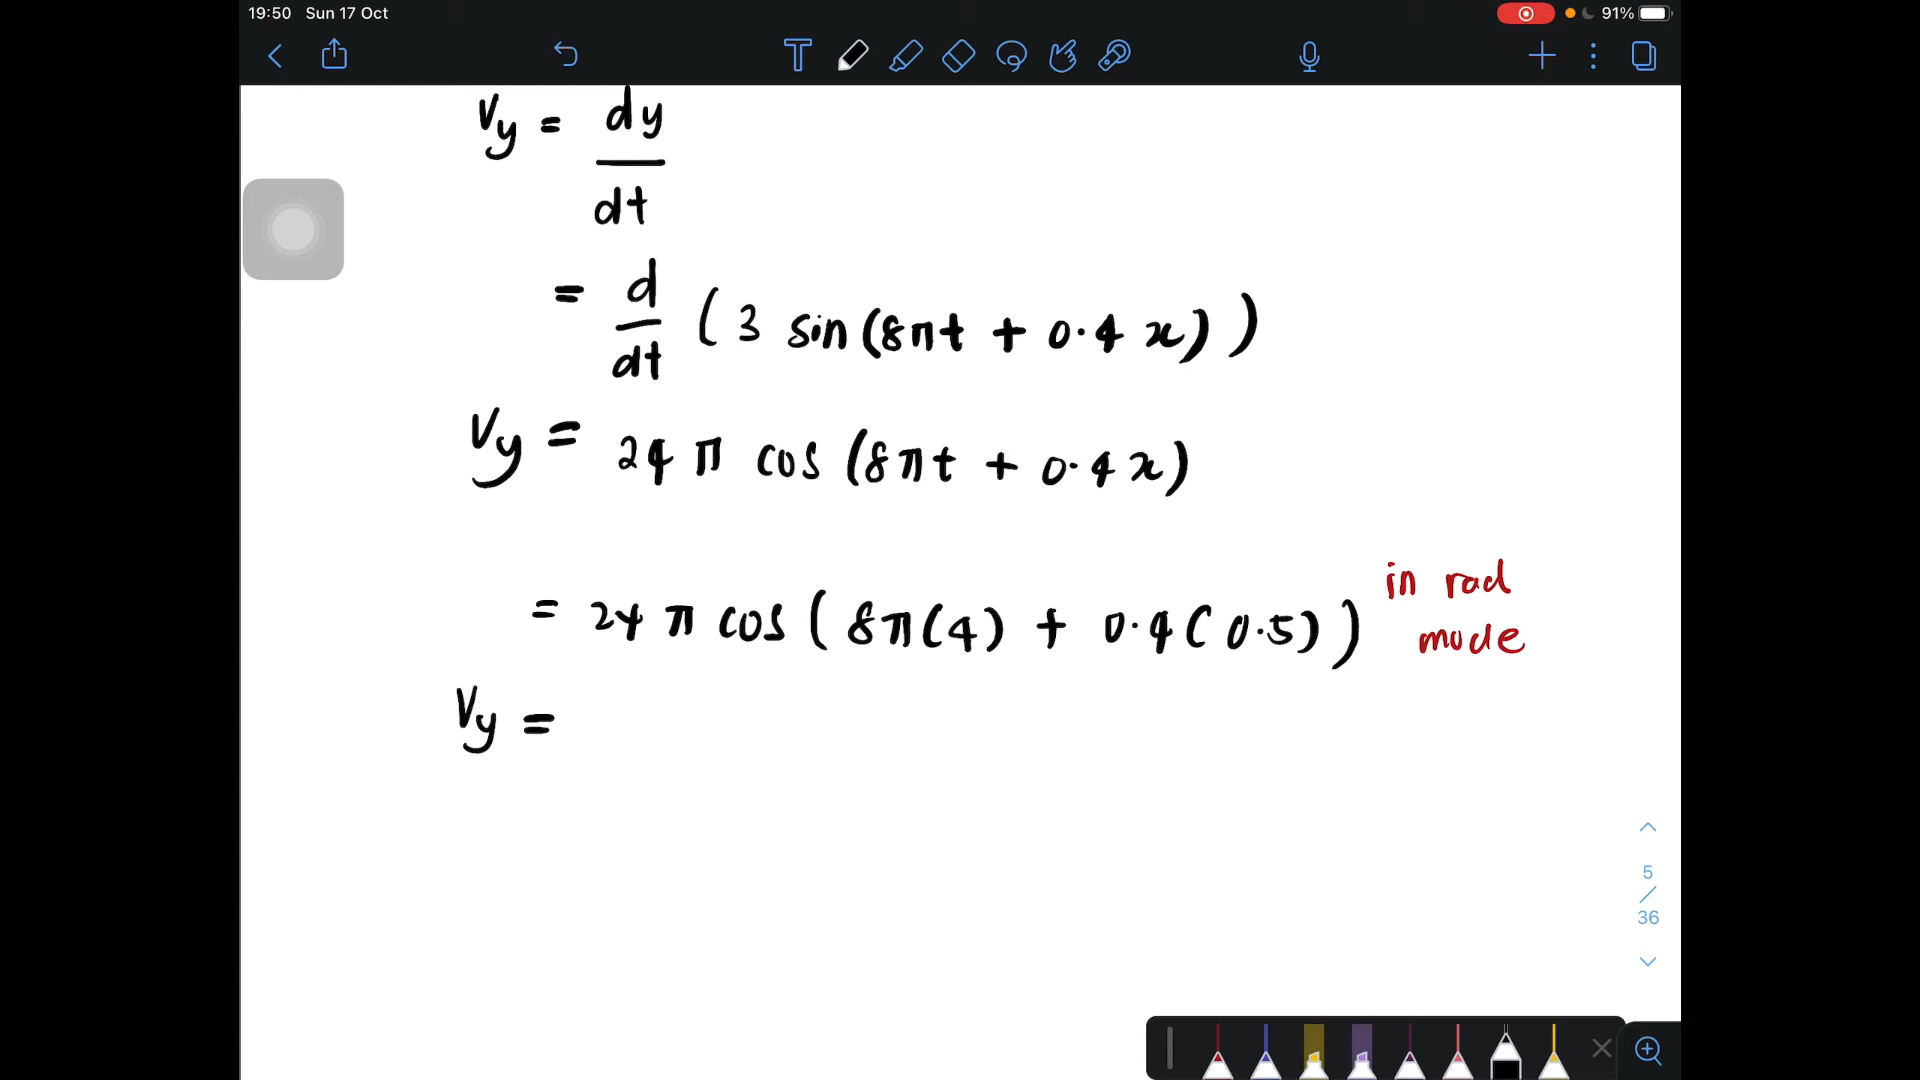 19:50 Sun 17 Oct 91%
T
Vy = dy
dt
= d
dt (3 sin(8πt + 0.4 x))
Vy = 24 π cos (8πt + 0.4x)
= 24 π cos (8π(4) + 0.4(0.5)) in rad
mode
Vy =
5
/
36